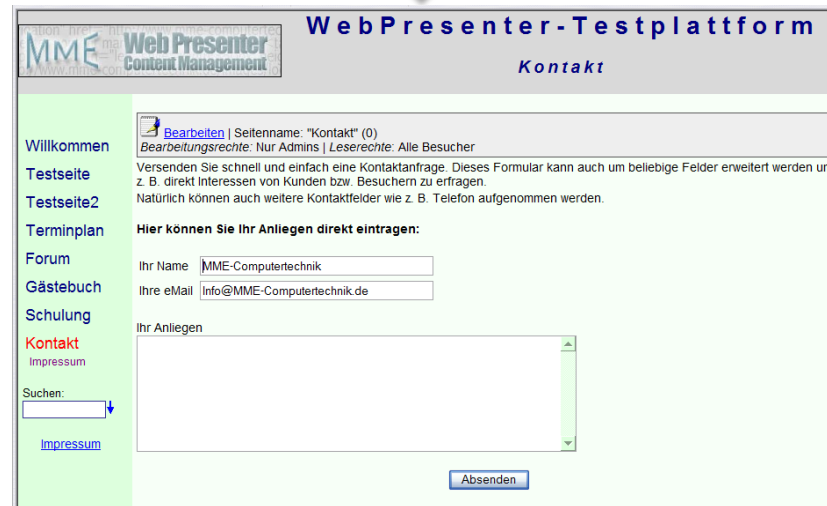 WebPresenter-Testplattform
MME Web Presenter
Content Management
Kontakt
Bearbeiten | Seitenname: "Kontakt" (0)
Bearbeitungsrechte: Nur Admins | Leserechte: Alle Besucher
Willkommen
Testseite
Testseite2
Terminplan
Forum
Gästebuch
Schulung
Kontakt
Impressum
Suchen:
Impressum
Versenden Sie schnell und einfach eine Kontaktanfrage. Dieses Formular kann auch um beliebige Felder erweitert werden
z. B. direkt Interessen von Kunden bzw. Besuchern zu erfragen.
Natürlich können auch weitere Kontaktfelder wie z. B. Telefon aufgenommen werden.
Hier können Sie Ihr Anliegen direkt eintragen:
Ihr Name MME-Computertechnik
Ihre eMail Info@MME-Computertechnik.de
Ihr Anliegen
Absenden